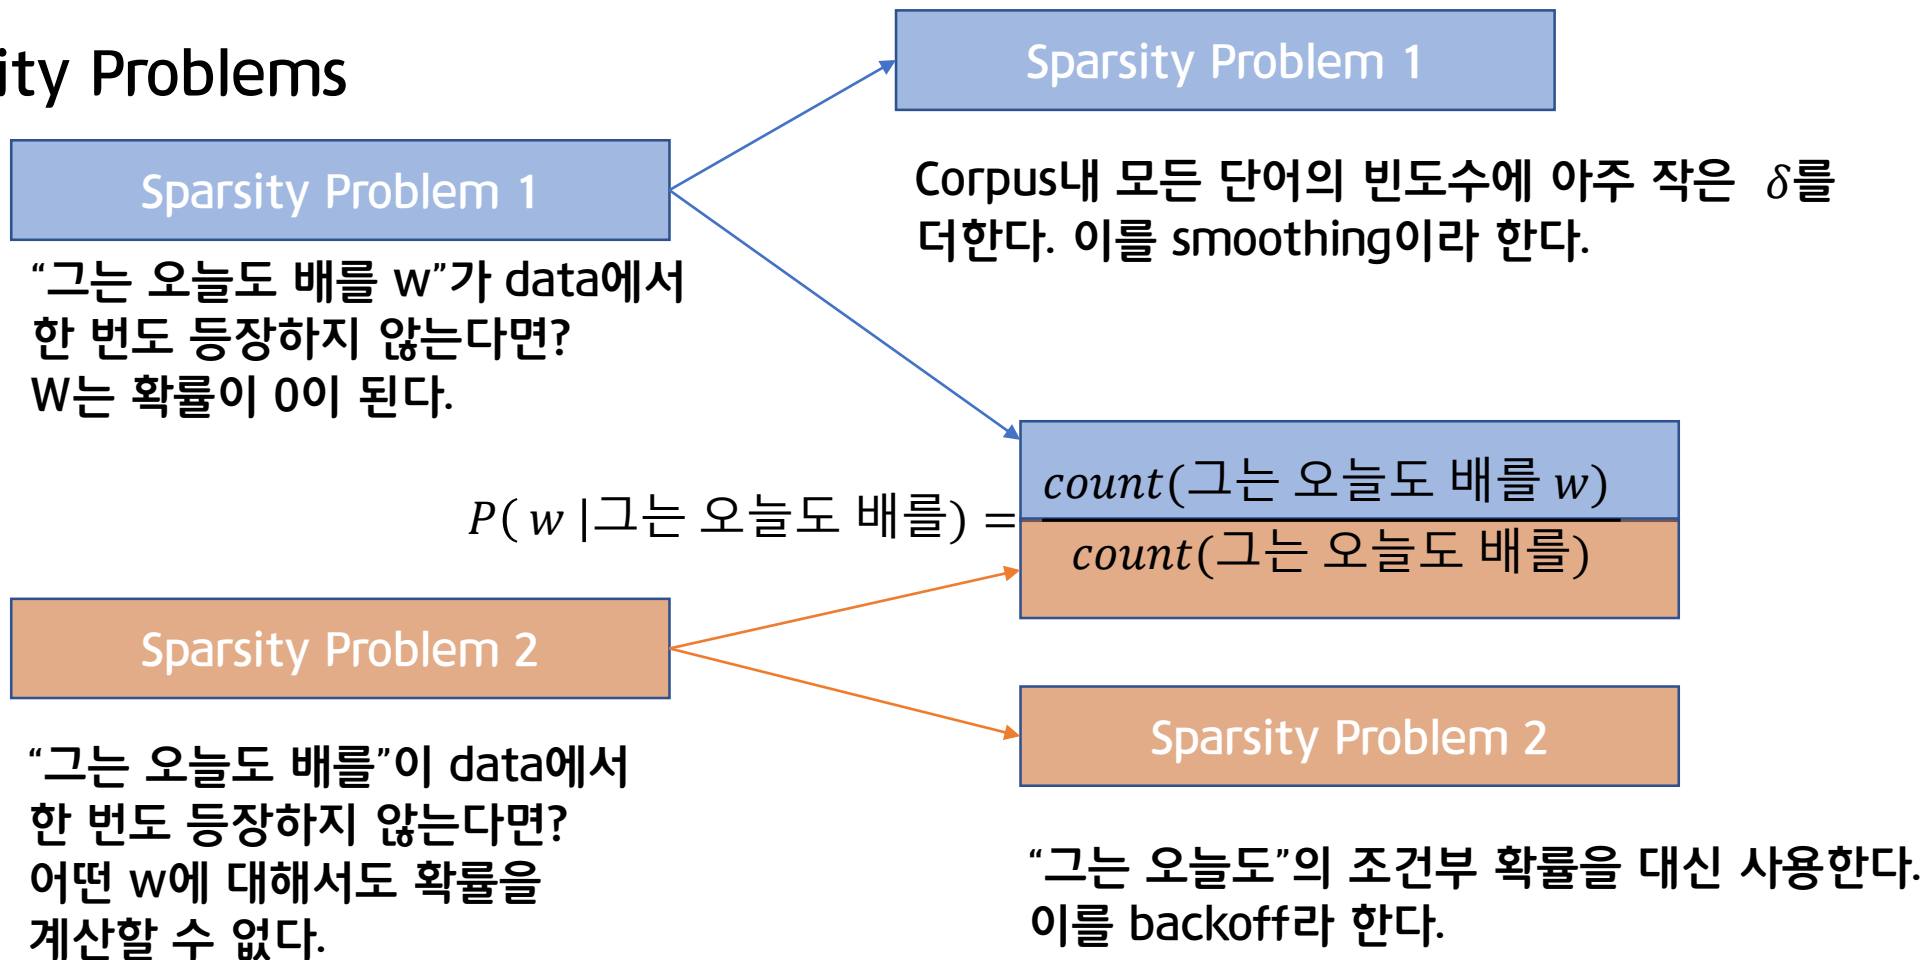 ity Problems
Sparsity Problem 1
“그는 오늘도 배를 w”가 data에서
한 번도 등장하지 않는다면?
W는 확률이 0이 된다.
Sparsity Problem 1
Corpus내 모든 단어의 빈도수에 아주 작은 δ를
더한다. 이를 smoothing이라 한다.
P( w |그는 오늘도 배를) =
count(그는 오늘도 배를 w)
count(그는 오늘도 배를)
Sparsity Problem 2
“그는 오늘도 배를”이 data에서
한 번도 등장하지 않는다면?
어떤 w에 대해서도 확률을
계산할 수 없다.
Sparsity Problem 2
“그는 오늘도”의 조건부 확률을 대신 사용한다.
이를 backoff라 한다.